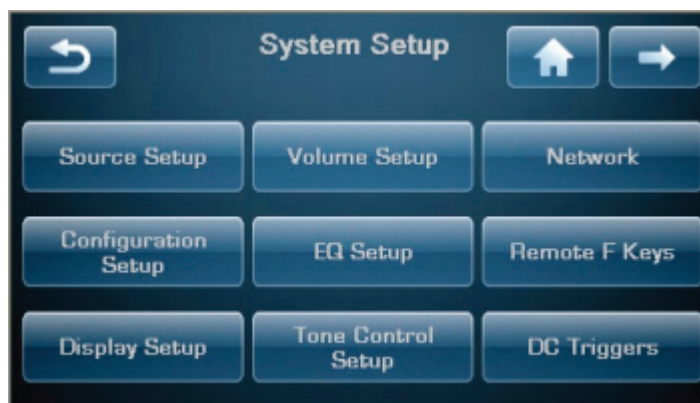 System Setup
Source Setup
Volume Setup
Network
Configuration
Setup
EQ Setup
Remote F Keys
Display Setup
Tone Control
Setup
DC Triggers